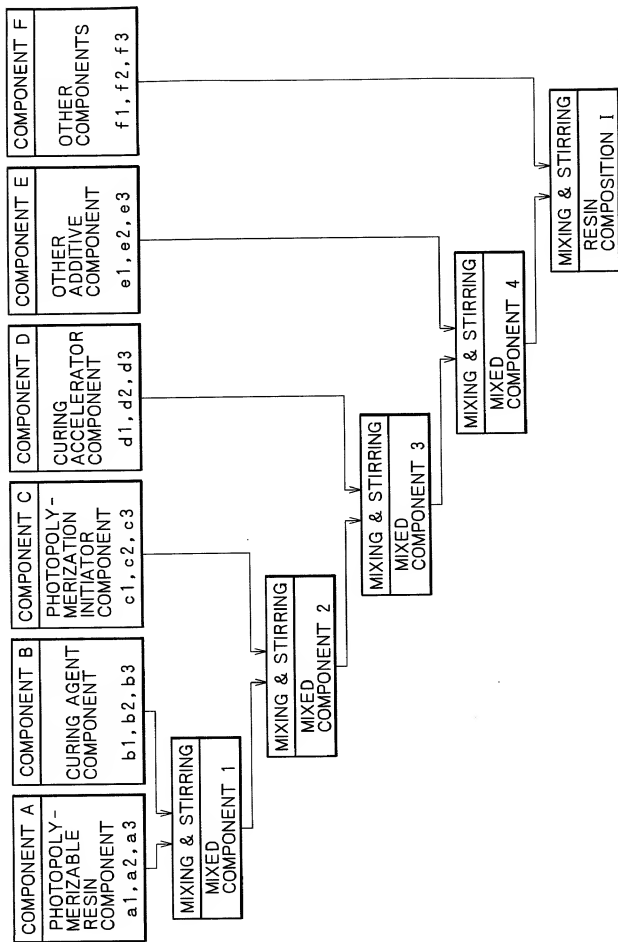 COMPONENT A
PHOTOPOLY-
MERIZABLE
RESIN
COMPONENT
a1, a2, a3
COMPONENT B
CURING AGENT
COMPONENT
b1, b2, b3
COMPONENT C
PHOTOPOLY-
MERIZATION
INITIATOR
COMPONENT
c1, c2, c3
COMPONENT D
CURING
ACCELERATOR
COMPONENT
d1, d2, d3
COMPONENT E
OTHER
ADDITIVE
COMPONENT
e1, e2, e3
COMPONENT F
OTHER
COMPONENTS
f1, f2, f3
MIXING & STIRRING
MIXED
COMPONENT 1
MIXING & STIRRING
MIXED
COMPONENT 2
MIXING & STIRRING
MIXED
COMPONENT 3
MIXING & STIRRING
MIXED
COMPONENT 4
MIXING & STIRRING
RESIN
COMPOSITION I